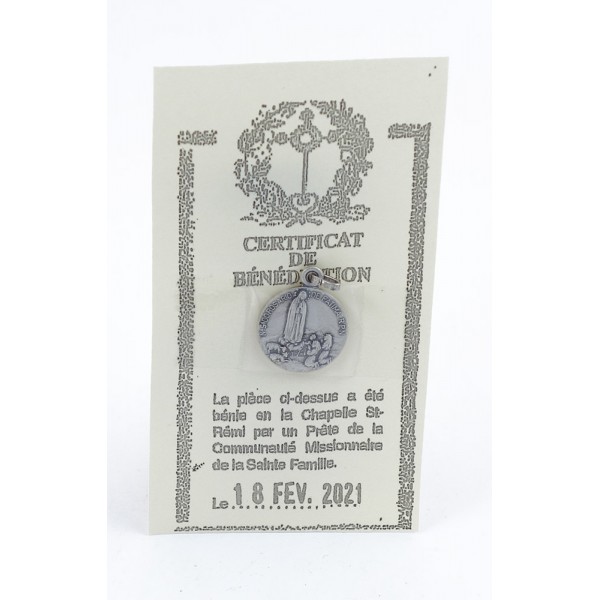 CERTIFICAT
DE
BÉNÉDICTION
La pièce ci-dessus a été
bénie en la Chapelle St-
Rémi par un Prête de la
Communauté Missionnaire
de la Sainte Famille.
Le 18 FEV. 2021